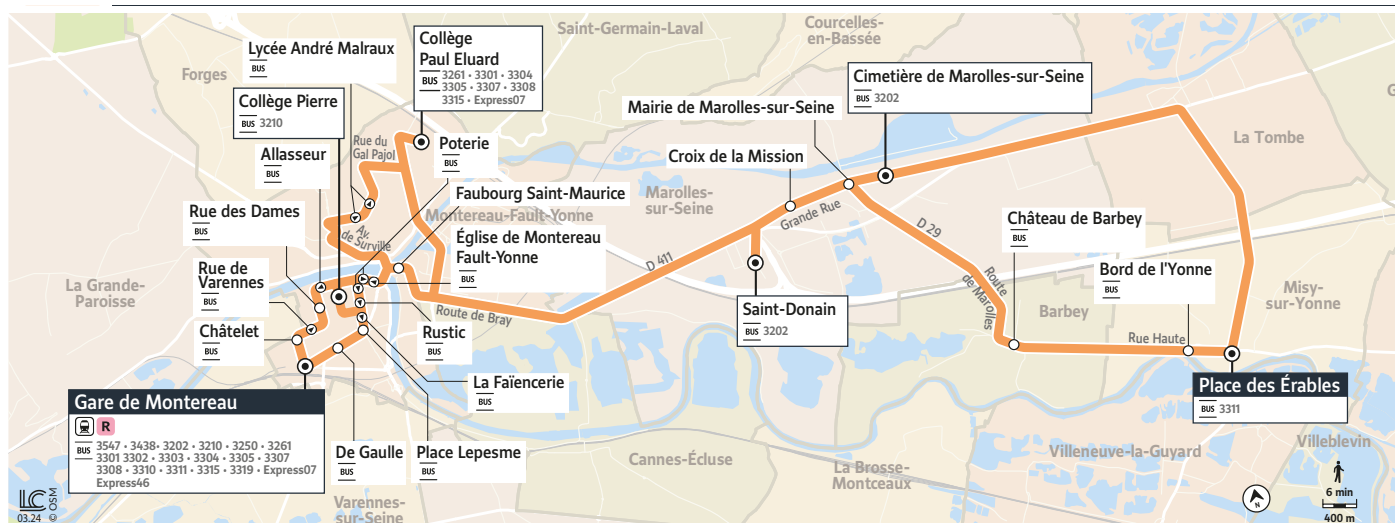 Saint-Germain-Laval
Courcelles-
en-Bassée
Forges
Lycée André Malraux
BUS
Collège
Paul Eluard
BUS 3261 • 3301 • 3304
3305 • 3307 • 3308
3315 • Express07
Collège Pierre
BUS 3210
Cimetière de Marolles-sur-Seine
BUS 3202
Mairie de Marolles-sur-Seine
La Tombe
Rue du
Gal Pajol
Poterie
BUS
Allasseur
BUS
Croix de la Mission
Faubourg Saint-Maurice
BUS
Marolles-
sur-Seine
Montereau-Fault-Yonne
Rue des Dames
BUS
Av.
de Surville
Grande Rue
D 29
Château de Barbey
BUS
Église de Montereau
Fault-Yonne
BUS
D 411
Rue de
Varennes
BUS
La Grande-
Paroisse
Route
de Marolles
Bord de l'Yonne
BUS
Misy-
sur-Yonne
Route de Bray
Saint-Donain
BUS 3202
Barbey
Châtelet
BUS
Rustic
BUS
Rue Haute
La Faïencerie
BUS
Place des Érables
BUS 3311
Gare de Montereau
R
BUS 3547 • 3438• 3202 • 3210 • 3250 • 3261
3301 3302 • 3303 • 3304 • 3305 • 3307
3308 • 3310 • 3311 • 3315 • 3319 • Express07
Express46
De Gaulle
BUS
Place Lepesme
BUS
Cannes-Écluse
La Brosse-
Montceaux
Villeneuve-la-Guyard
Villeblevin
Varennes
-sur-Seine
LC
03.24
© OSM
N
6 min
400 m